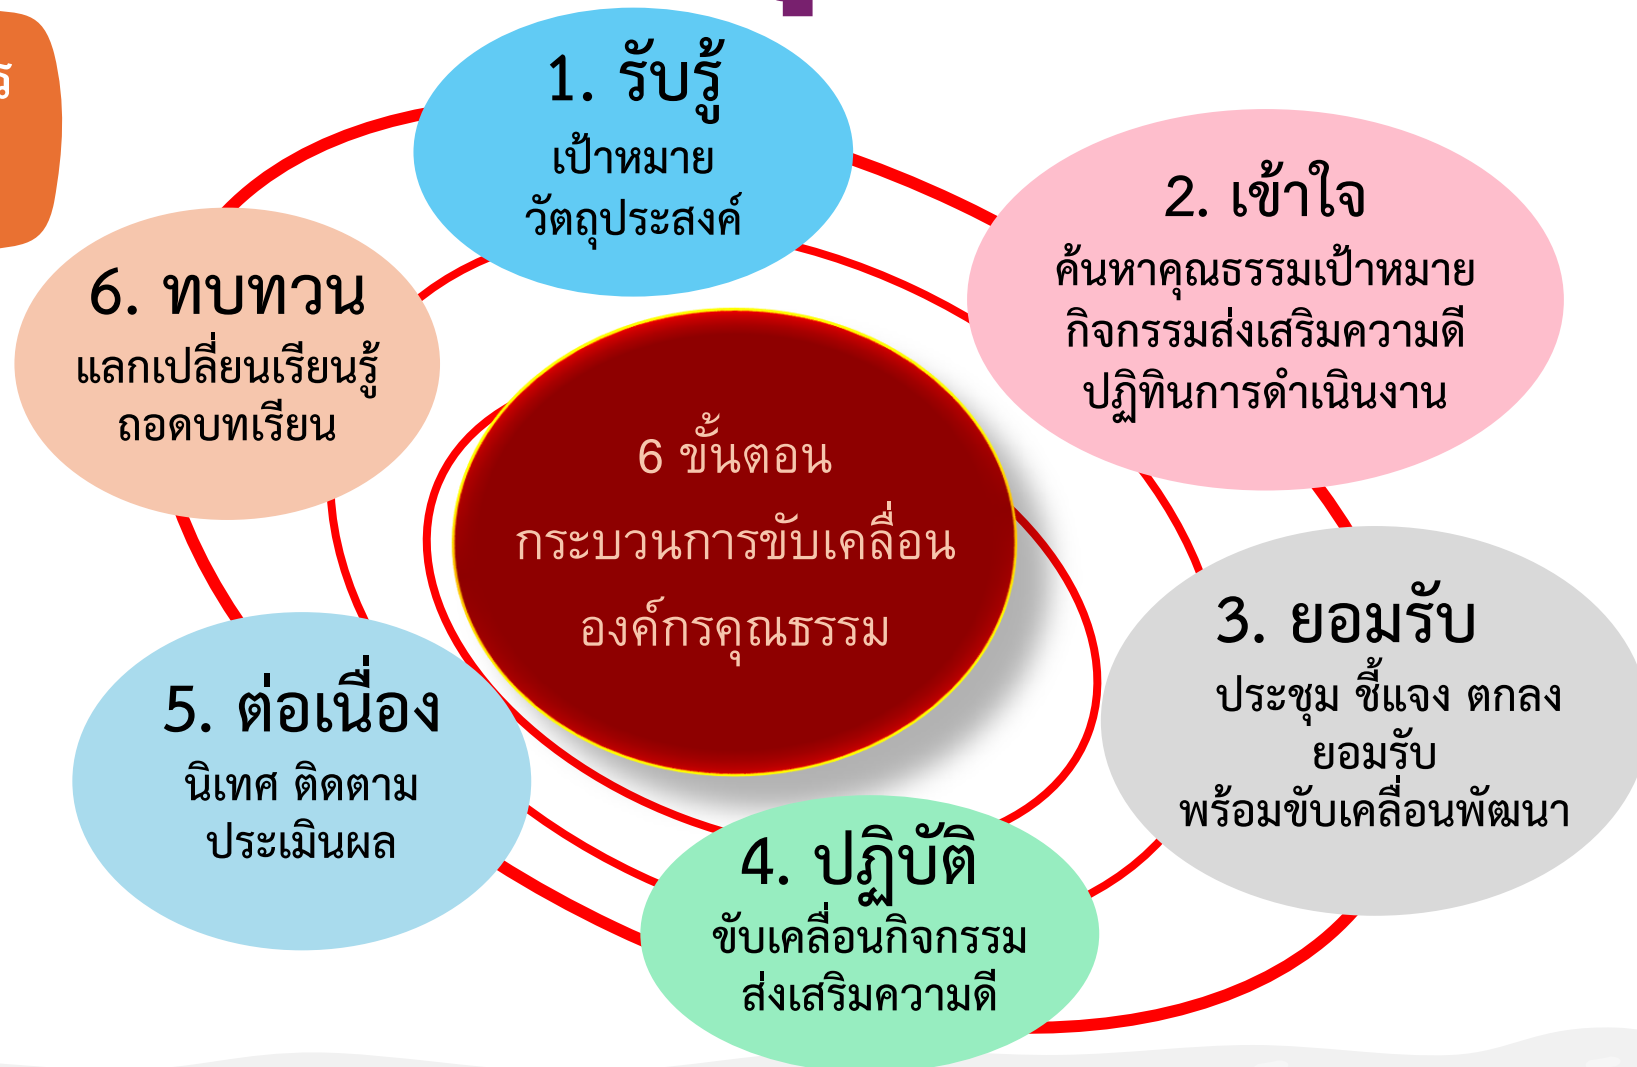 1. รับรู้
เป้าหมาย
วัตถุประสงค์
2. เข้าใจ
ค้นหาคุณธรรมเป้าหมาย
กิจกรรมส่งเสริมความดี
ปฏิทินการดำเนินงาน
3. ยอมรับ
ประชุม ชี้แจง ตกลง
ยอมรับ
พร้อมขับเคลื่อนพัฒนา
4. ปฏิบัติ
ขับเคลื่อนกิจกรรม
ส่งเสริมความดี
5. ต่อเนื่อง
นิเทศ ติดตาม
ประเมินผล
6. ทบทวน
แลกเปลี่ยนเรียนรู้
ถอดบทเรียน
6 ขั้นตอน
กระบวนการขับเคลื่อน
องค์กรคุณธรรม